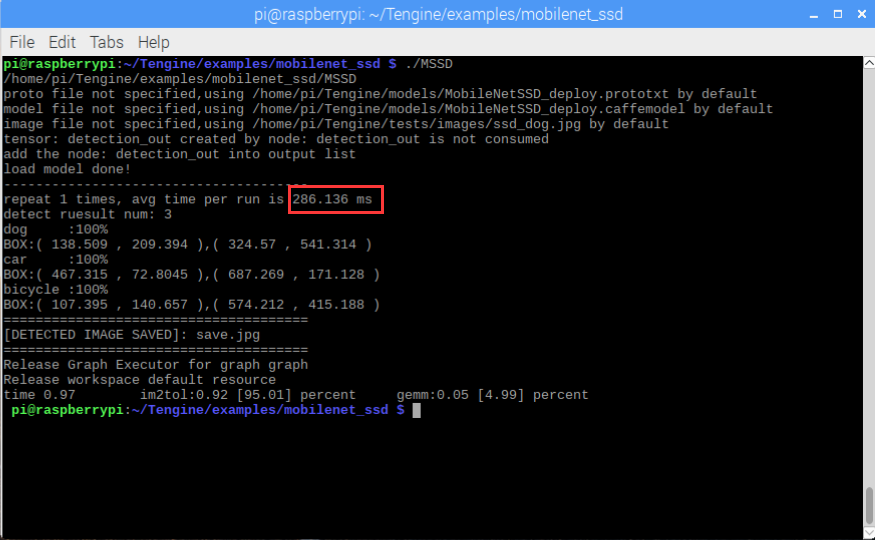 pi@raspberrypi: ~/Tengine/examples/mobilenet_ssd
File Edit Tabs Help
pi@raspberrypi:~/Tengine/examples/mobilenet_ssd $ ./MSSD
/home/pi/Tengine/examples/mobilenet_ssd/MSSD
proto file not specified,using /home/pi/Tengine/models/MobileNetSSD_deploy.prototxt by default
model file not specified,using /home/pi/Tengine/models/MobileNetSSD_deploy.caffemodel by default
image file not specified,using /home/pi/Tengine/tests/images/ssd_dog.jpg by default
tensor: detection_out created by node: detection_out is not consumed
add the node: detection_out into output list
load model done!
--------------------------------------
repeat 1 times, avg time per run is 286.136 ms
detect ruesult num: 3
dog     :100%
BOX:( 138.509 , 209.394 ),( 324.57 , 541.314 )
car     :100%
BOX:( 467.315 , 72.8045 ),( 687.269 , 171.128 )
bicycle :100%
BOX:( 107.395 , 140.657 ),( 574.212 , 415.188 )
======================================
[DETECTED IMAGE SAVED]: save.jpg
======================================
Release Graph Executor for graph graph
Release workspace default resource
time 0.97        im2tol:0.92 [95.01] percent     gemm:0.05 [4.99] percent
pi@raspberrypi:~/Tengine/examples/mobilenet_ssd $